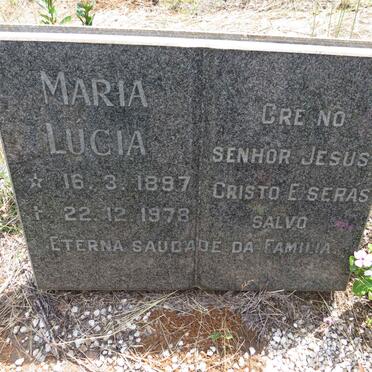 MARIA
LUCIA
☆ 16. 3. 1897
† 22. 12. 1978
CRE NO
SENHOR JESUS
CRISTO E SERAS
SALVO
ETERNA SAUDADE DA FAMILIA.